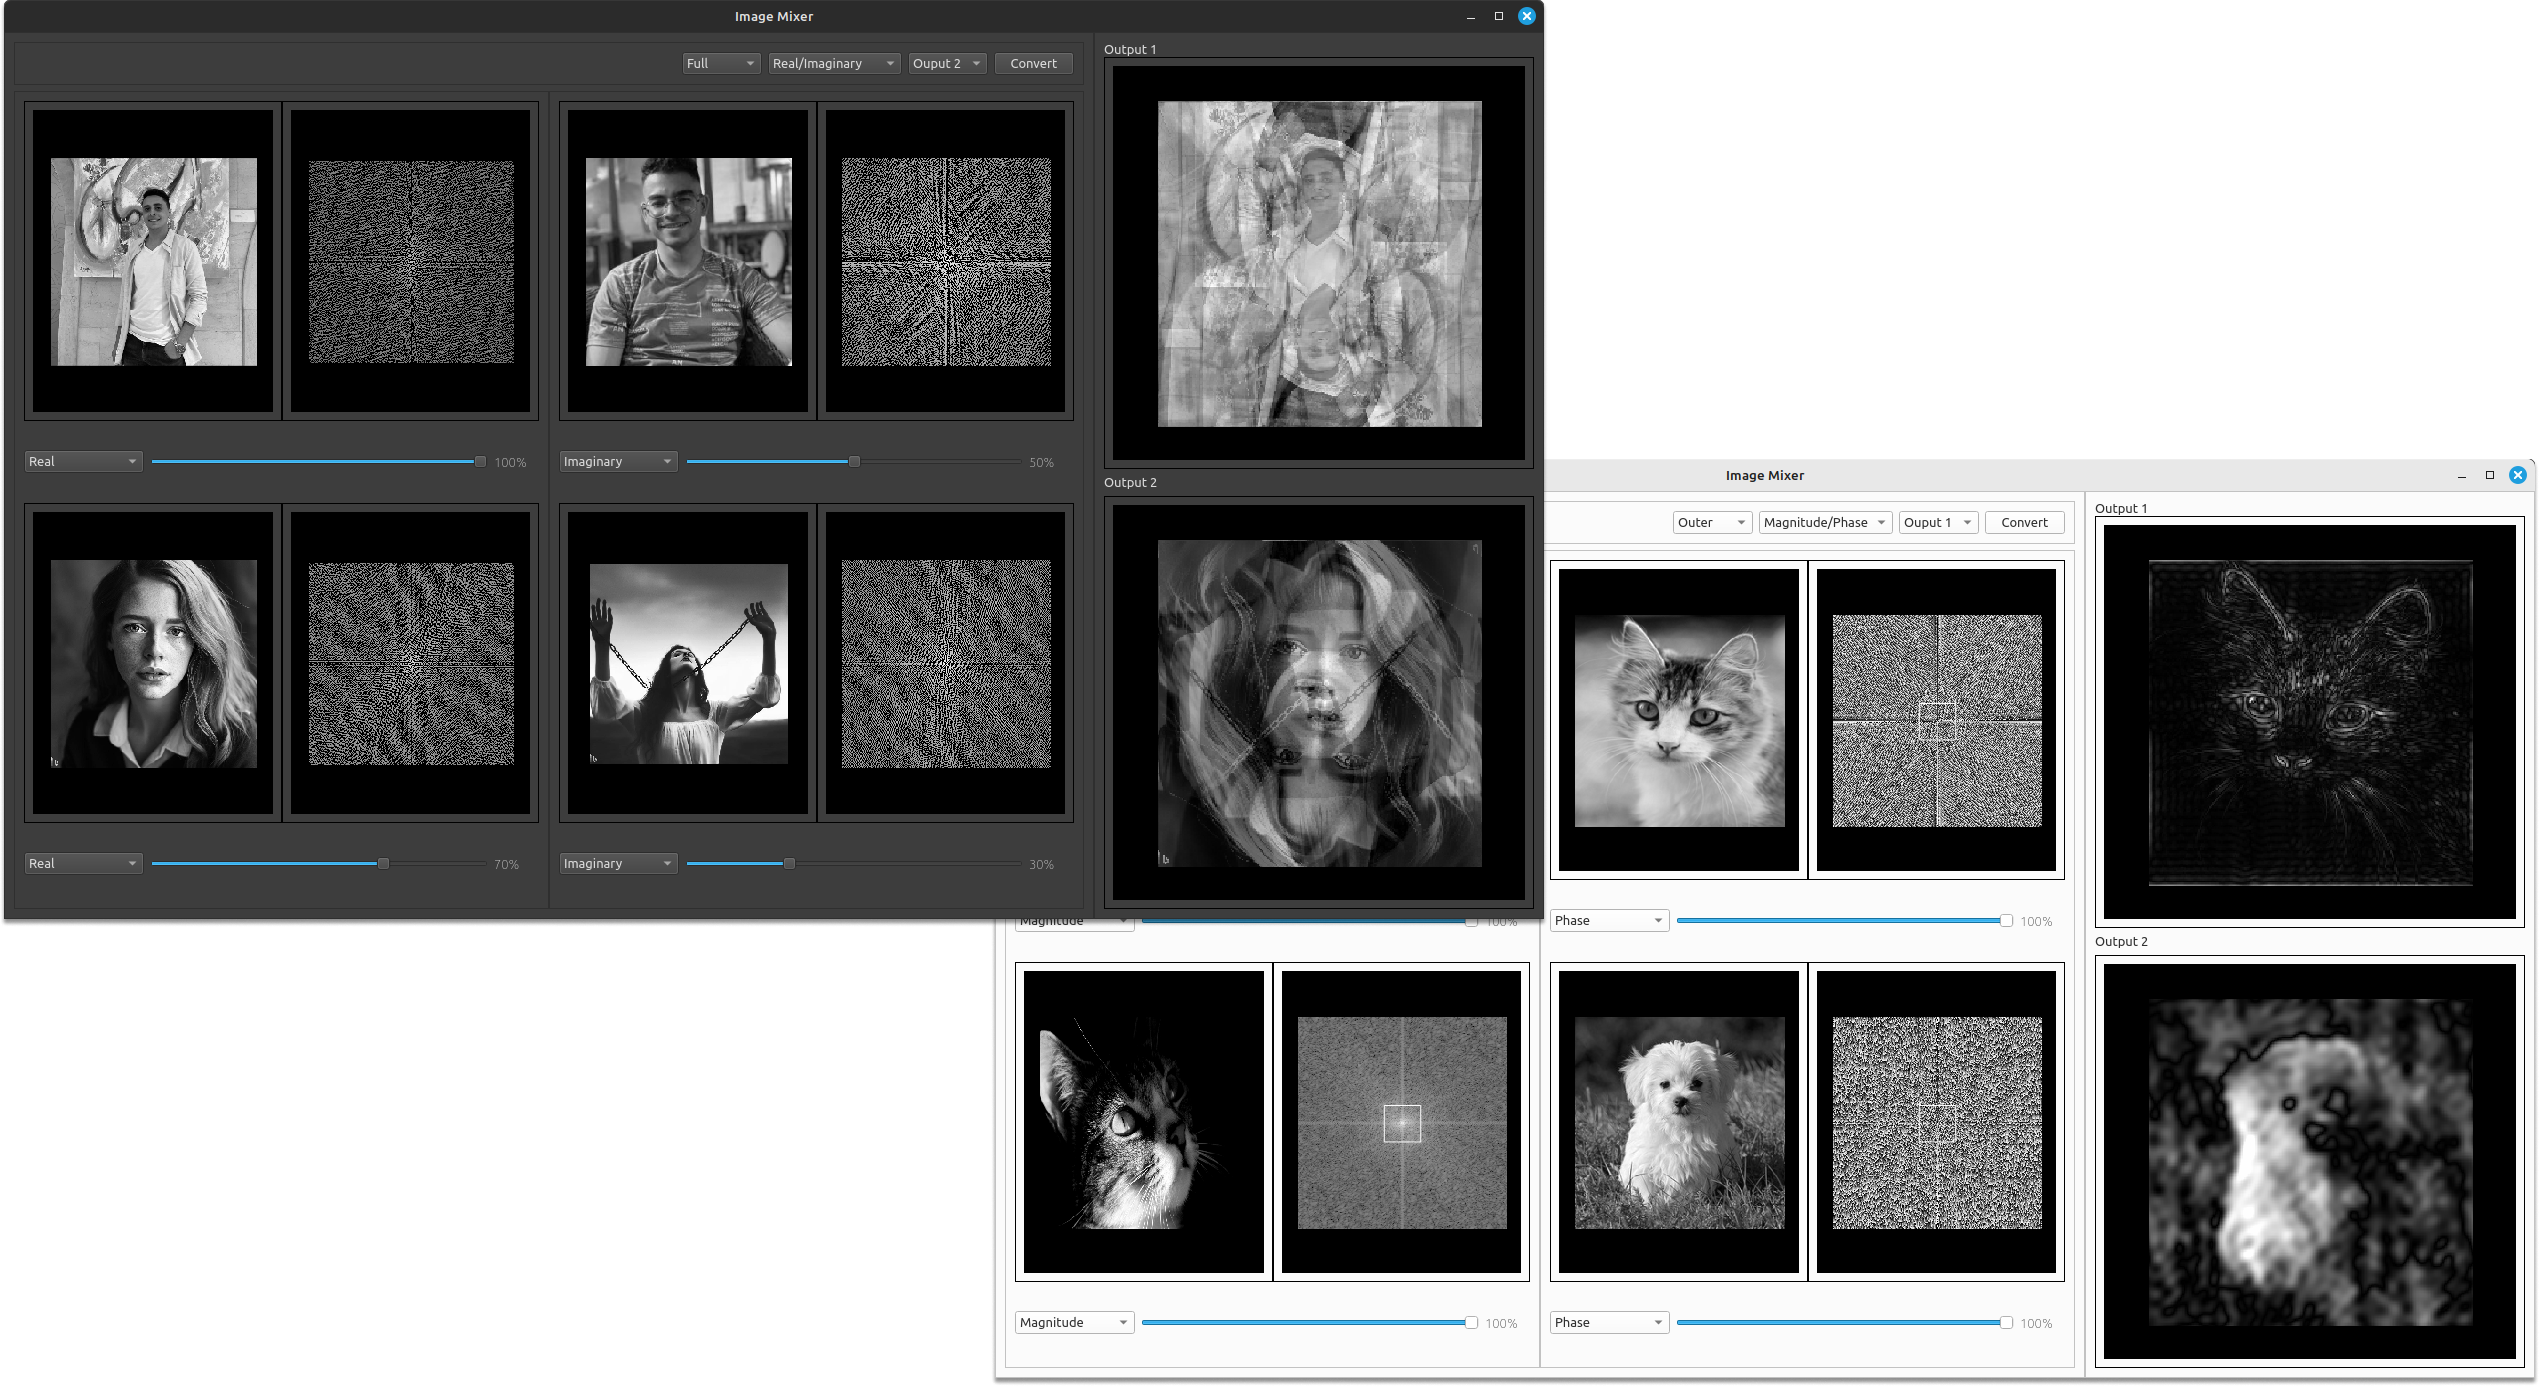 Image Mixer
Full
Real/Imaginary
Ouput 2
Convert
Output 1
Real
100%
Imaginary
50%
Output 2
Real
70%
Imaginary
30%
Image Mixer
Outer
Magnitude/Phase
Ouput 1
Convert
Output 1
Magnitude
100%
Phase
100%
Output 2
Magnitude
100%
Phase
100%